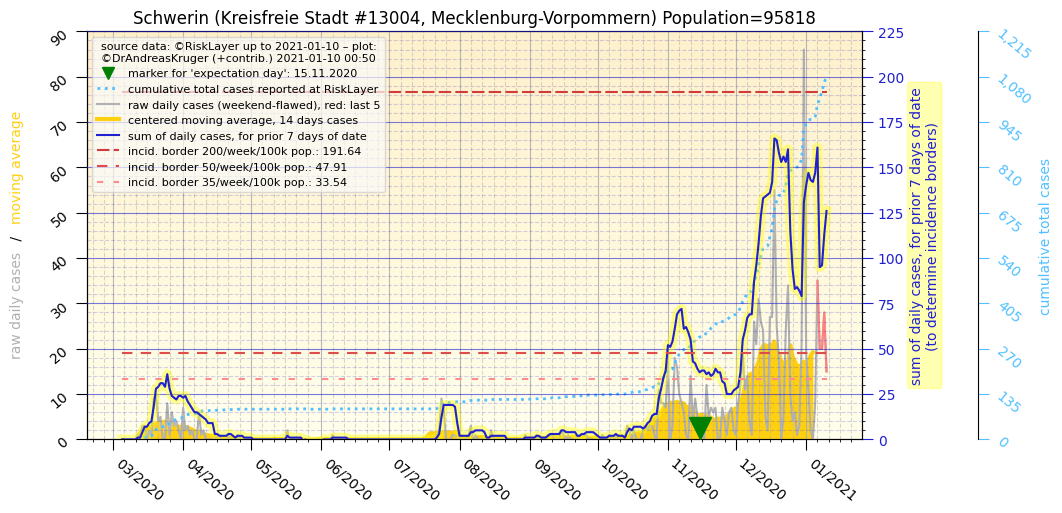 Schwerin (Kreisfreie Stadt #13004, Mecklenburg-Vorpommern) Population=95818
source data: ©RiskLayer up to 2021-01-10 – plot:
©DrAndreasKruger (+contrib.) 2021-01-10 00:50
marker for 'expectation day': 15.11.2020
cumulative total cases reported at RiskLayer
raw daily cases (weekend-flawed), red: last 5
centered moving average, 14 days cases
sum of daily cases, for prior 7 days of date
incid. border 200/week/100k pop.: 191.64
incid. border 50/week/100k pop.: 47.91
incid. border 35/week/100k pop.: 33.54
raw daily cases / moving average
90
80
70
60
50
40
30
20
10
0
03/2020
04/2020
05/2020
06/2020
07/2020
08/2020
09/2020
10/2020
11/2020
12/2020
01/2021
225
200
175
150
125
100
75
50
25
0
sum of daily cases, for prior 7 days of date
(to determine incidence borders)
1,215
1,080
945
810
675
540
405
270
135
0
cumulative total cases